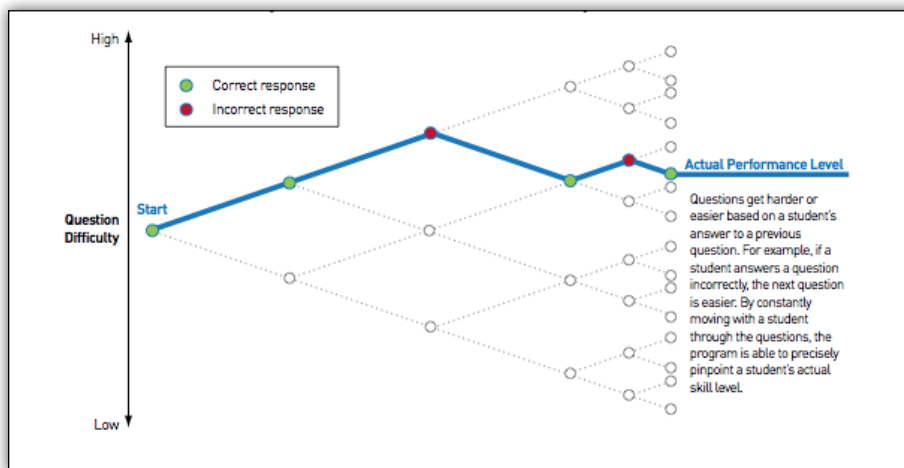 High
Correct response
Incorrect response
Start
Question
Difficulty
Actual Performance Level
Questions get harder or
easier based on a student's
answer to a previous
question. For example, if a
student answers a question
incorrectly, the next question
is easier. By constantly
moving with a student
through the questions, the
program is able to precisely
pinpoint a student's actual
skill level.
Low